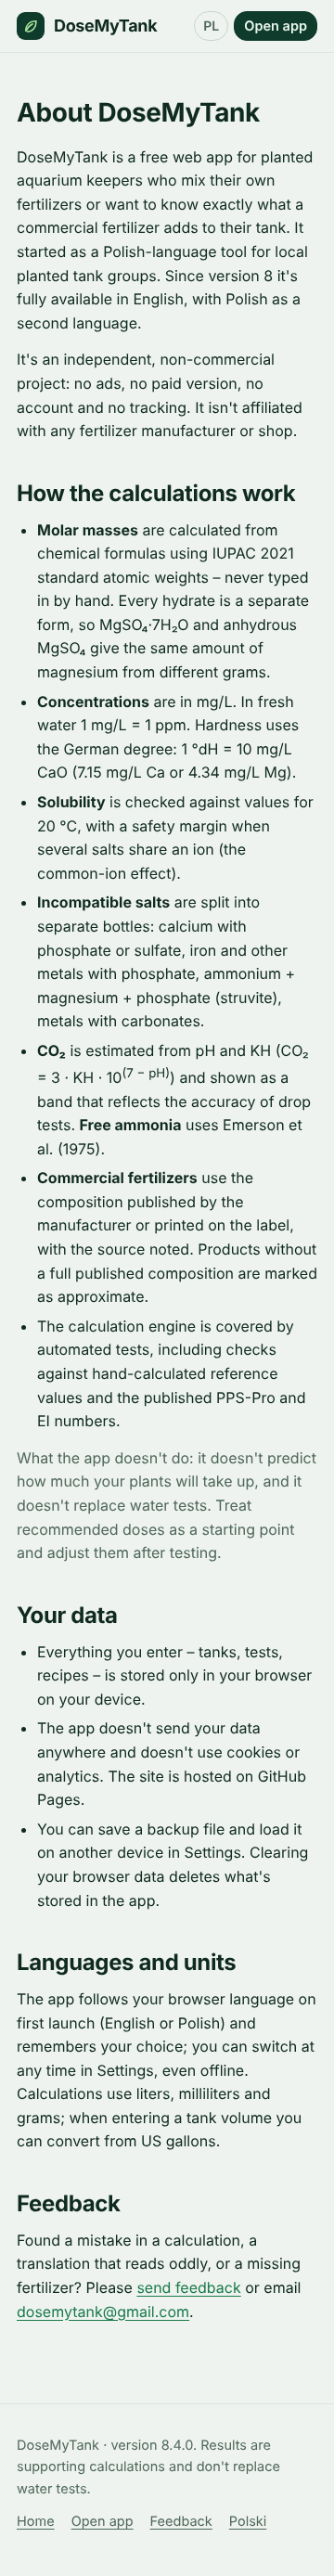 DoseMyTank
PL
Open app
About DoseMyTank
DoseMyTank is a free web app for planted
aquarium keepers who mix their own
fertilizers or want to know exactly what a
commercial fertilizer adds to their tank. It
started as a Polish-language tool for local
planted tank groups. Since version 8 it's
fully available in English, with Polish as a
second language.
It's an independent, non-commercial
project: no ads, no paid version, no
account and no tracking. It isn't affiliated
with any fertilizer manufacturer or shop.
How the calculations work
• Molar masses are calculated from
chemical formulas using IUPAC 2021
standard atomic weights – never typed
in by hand. Every hydrate is a separate
form, so MgSO₄·7H₂O and anhydrous
MgSO₄ give the same amount of
magnesium from different grams.
• Concentrations are in mg/L. In fresh
water 1 mg/L = 1 ppm. Hardness uses
the German degree: 1 °dH = 10 mg/L
CaO (7.15 mg/L Ca or 4.34 mg/L Mg).
• Solubility is checked against values for
20 °C, with a safety margin when
several salts share an ion (the
common-ion effect).
• Incompatible salts are split into
separate bottles: calcium with
phosphate or sulfate, iron and other
metals with phosphate, ammonium +
magnesium + phosphate (struvite),
metals with carbonates.
• CO₂ is estimated from pH and KH (CO₂
= 3 · KH · 10⁽⁷ ⁻ ᵖᴴ⁾) and shown as a
band that reflects the accuracy of drop
tests. Free ammonia uses Emerson et
al. (1975).
• Commercial fertilizers use the
composition published by the
manufacturer or printed on the label,
with the source noted. Products without
a full published composition are marked
as approximate.
• The calculation engine is covered by
automated tests, including checks
against hand-calculated reference
values and the published PPS-Pro and
EI numbers.
What the app doesn't do: it doesn't predict
how much your plants will take up, and it
doesn't replace water tests. Treat
recommended doses as a starting point
and adjust them after testing.
Your data
• Everything you enter – tanks, tests,
recipes – is stored only in your browser
on your device.
• The app doesn't send your data
anywhere and doesn't use cookies or
analytics. The site is hosted on GitHub
Pages.
• You can save a backup file and load it
on another device in Settings. Clearing
your browser data deletes what's
stored in the app.
Languages and units
The app follows your browser language on
first launch (English or Polish) and
remembers your choice; you can switch at
any time in Settings, even offline.
Calculations use liters, milliliters and
grams; when entering a tank volume you
can convert from US gallons.
Feedback
Found a mistake in a calculation, a
translation that reads oddly, or a missing
fertilizer? Please send feedback or email
dosemytank@gmail.com.
DoseMyTank · version 8.4.0. Results are
supporting calculations and don't replace
water tests.
Home Open app Feedback Polski